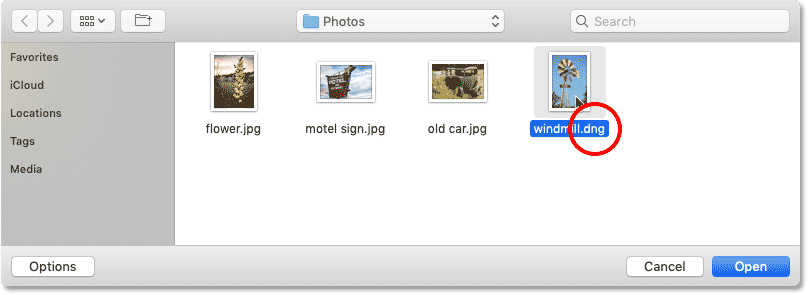 Photos
Search
Favorites
iCloud
Locations
Tags
Media
flower.jpg
motel sign.jpg
old car.jpg
windmill.dng
Options
Cancel
Open